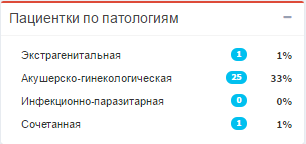 Пациентки по патологиям
Экстрагенитальная 1 1%
Акушерско-гинекологическая 25 33%
Инфекционно-паразитарная 0 0%
Сочетанная 1 1%